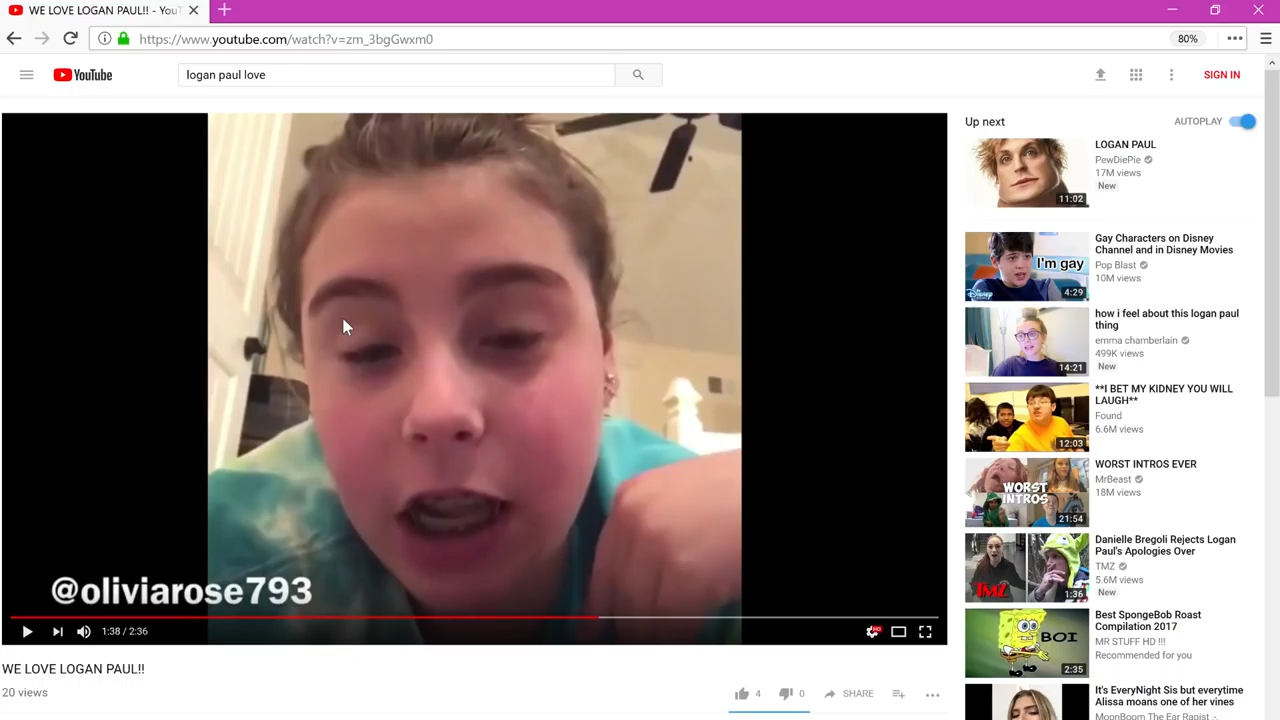 WE LOVE LOGAN PAUL!! - YouT
https://www.youtube.com/watch?v=zm_3bgGwxm0
80%
YouTube
logan paul love
SIGN IN
Up next
AUTOPLAY
LOGAN PAUL
PewDiePie
17M views
New
11:02
Gay Characters on Disney
Channel and in Disney Movies
Pop Blast
10M views
I'm gay
Disney
4:29
how i feel about this logan paul
thing
emma chamberlain
499K views
New
14:21
**I BET MY KIDNEY YOU WILL
LAUGH**
Found
6.6M views
12:03
WORST INTROS EVER
MrBeast
18M views
WORST
INTROS
21:54
Danielle Bregoli Rejects Logan
Paul's Apologies Over
TMZ
5.6M views
New
TMZ
1:36
Best SpongeBob Roast
Compilation 2017
MR STUFF HD !!!
Recommended for you
BOI
2:35
It's EveryNight Sis but everytime
Alissa moans one of her vines
MoonBoom The Ear Rapist .-.
@oliviarose793
1:38 / 2:36
HD
WE LOVE LOGAN PAUL!!
20 views
4
0
SHARE